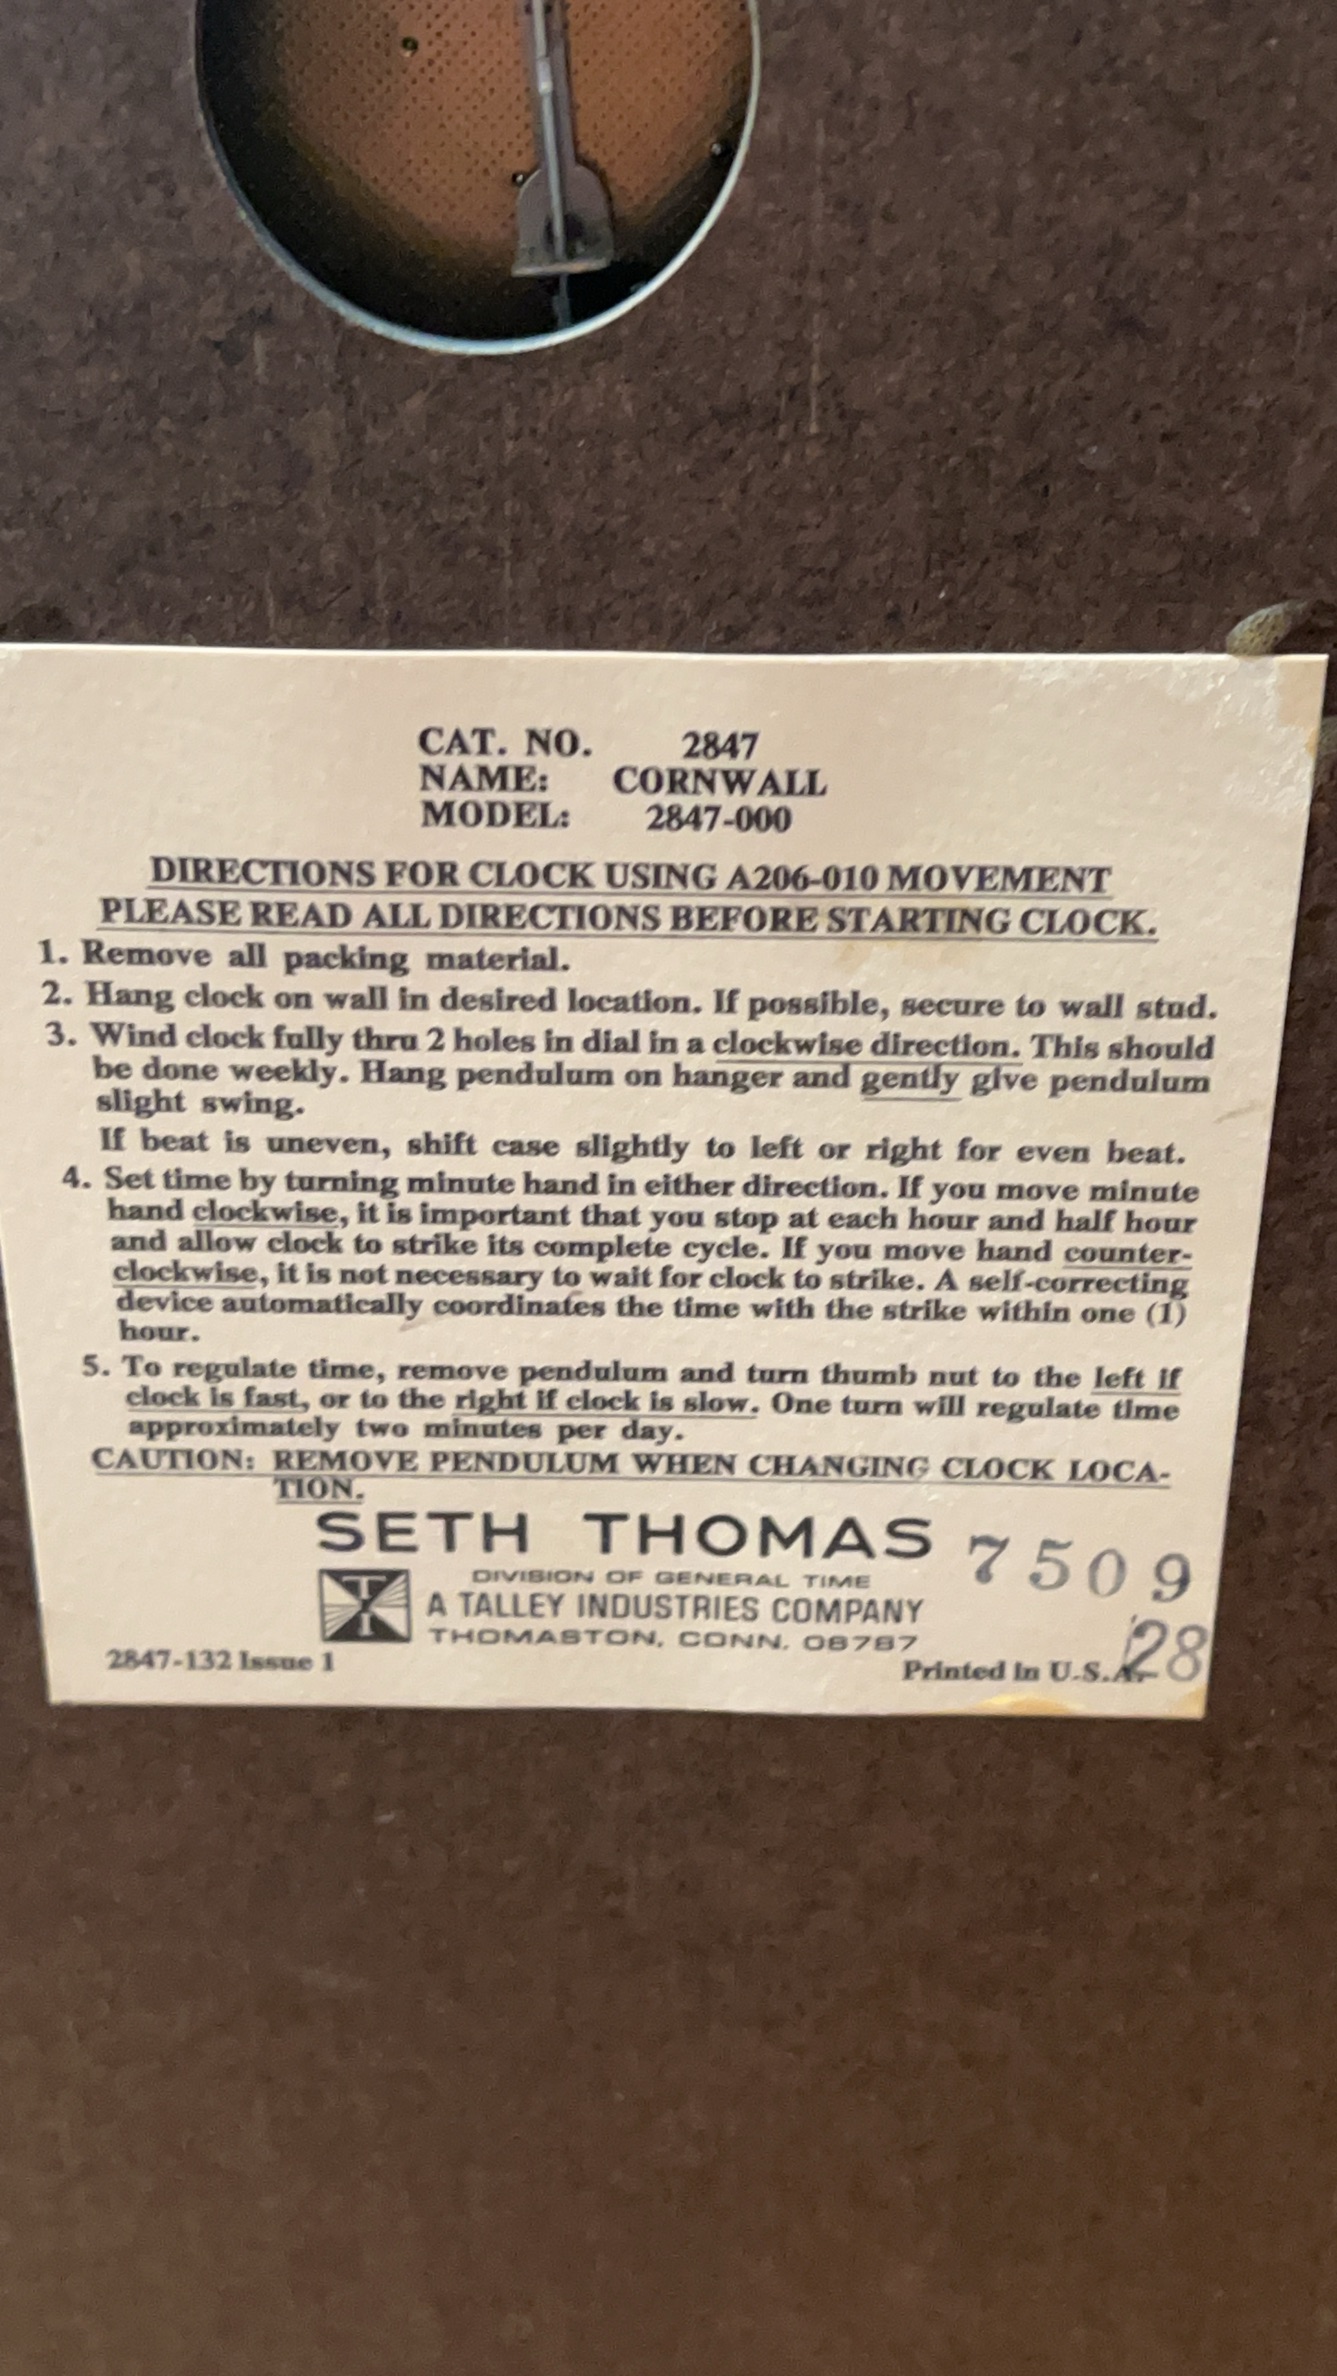 CAT. NO. 2847
NAME: CORNWALL
MODEL: 2847-000
DIRECTIONS FOR CLOCK USING A206-010 MOVEMENT
PLEASE READ ALL DIRECTIONS BEFORE STARTING CLOCK.
1. Remove all packing material.
2. Hang clock on wall in desired location. If possible, secure to wall stud.
3. Wind clock fully thru 2 holes in dial in a clockwise direction. This should
be done weekly. Hang pendulum on hanger and gently give pendulum
slight swing.
If beat is uneven, shift case slightly to left or right for even beat.
4. Set time by turning minute hand in either direction. If you move minute
hand clockwise, it is important that you stop at each hour and half hour
and allow clock to strike its complete cycle. If you move hand counter-
clockwise, it is not necessary to wait for clock to strike. A self-correcting
device automatically coordinates the time with the strike within one (1)
hour.
5. To regulate time, remove pendulum and turn thumb nut to the left if
clock is fast, or to the right if clock is slow. One turn will regulate time
approximately two minutes per day.
CAUTION: REMOVE PENDULUM WHEN CHANGING CLOCK LOCA-
TION.
SETH THOMAS 7509
DIVISION OF GENERAL TIME
A TALLEY INDUSTRIES COMPANY
THOMASTON, CONN. 06787
2847-132 Issue 1 Printed in U.S.A. 28